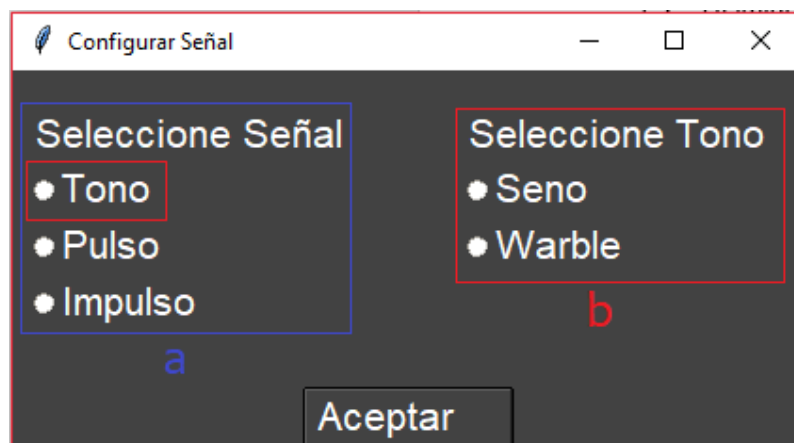 Configurar Señal
Seleccione Señal
Tono
Pulso
Impulso
a
Seleccione Tono
Seno
Warble
b
Aceptar